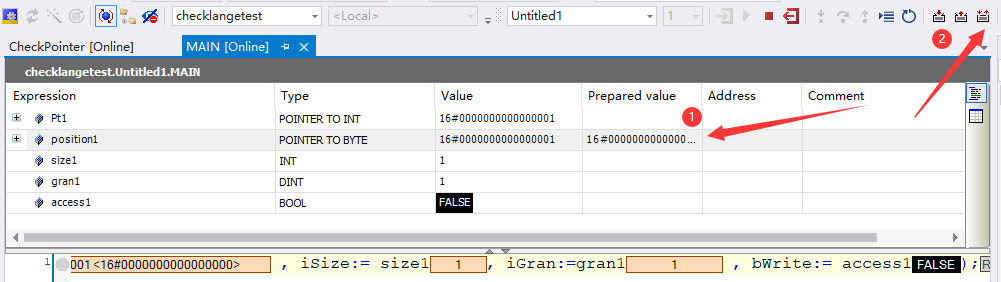 checklangetest <Local> Untitled1 1
CheckPointer [Online] MAIN [Online] 2
checklangetest.Untitled1.MAIN
Expression Type Value Prepared value Address Comment
Pt1 POINTER TO INT 16#0000000000000001 1
position1 POINTER TO BYTE 16#0000000000000001 16#0000000000000...
size1 INT 1
gran1 DINT 1
access1 BOOL FALSE
1 001 <16#0000000000000000> , iSize:= size1 1 , iGran:=gran1 1 , bWrite:= access1 FALSE ); R